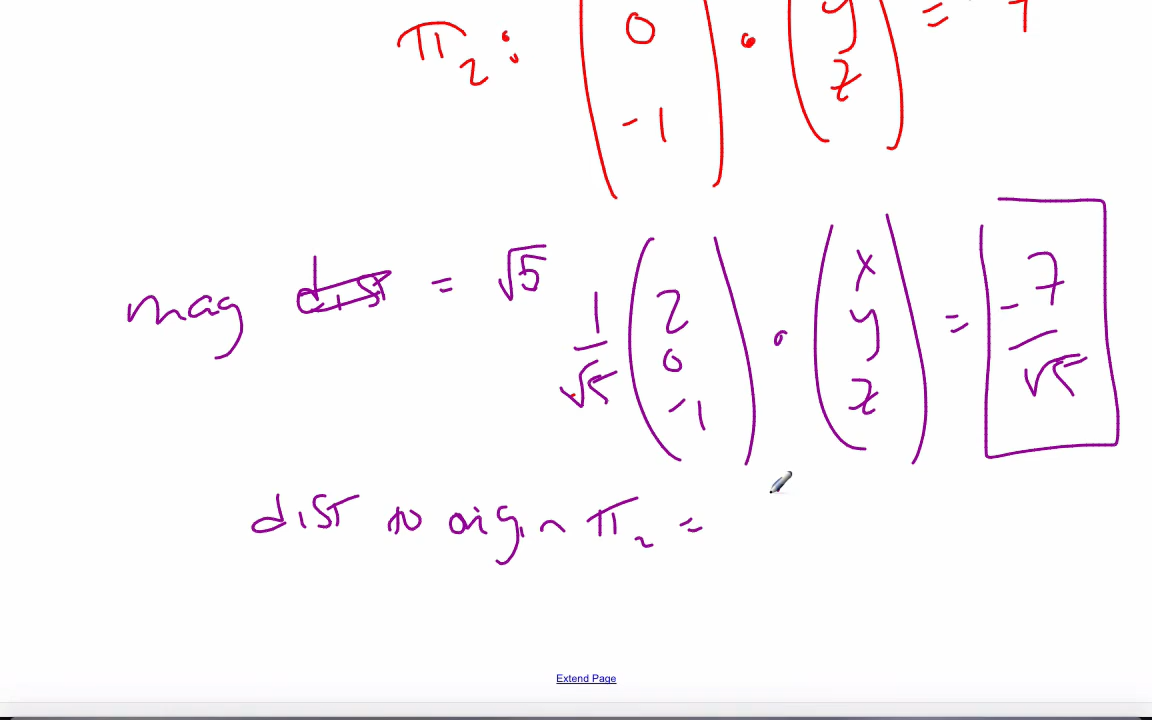 π₂ : (0 -1) • (y z) = 7
mag dist = √5
1/√5 (2 0 -1) • (x y z) = -7/√5
dist to origin π₂ =
Extend Page